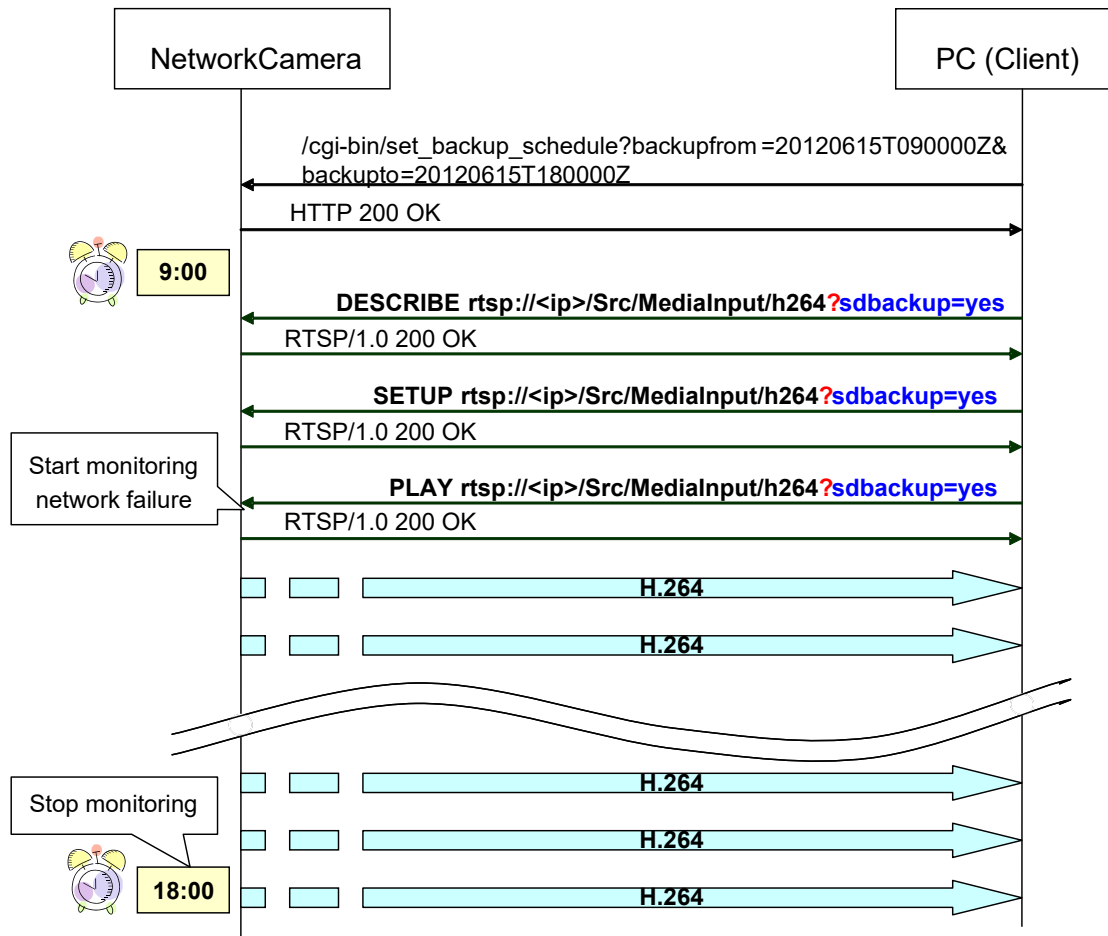 NetworkCamera
PC (Client)
/cgi-bin/set_backup_schedule?backupfrom=20120615T090000Z&
backupto=20120615T180000Z
HTTP 200 OK
9:00
DESCRIBE rtsp://<ip>/Src/MediaInput/h264?sdbackup=yes
RTSP/1.0 200 OK
SETUP rtsp://<ip>/Src/MediaInput/h264?sdbackup=yes
RTSP/1.0 200 OK
Start monitoring
network failure
PLAY rtsp://<ip>/Src/MediaInput/h264?sdbackup=yes
RTSP/1.0 200 OK
H.264
H.264
H.264
Stop monitoring
H.264
18:00
H.264